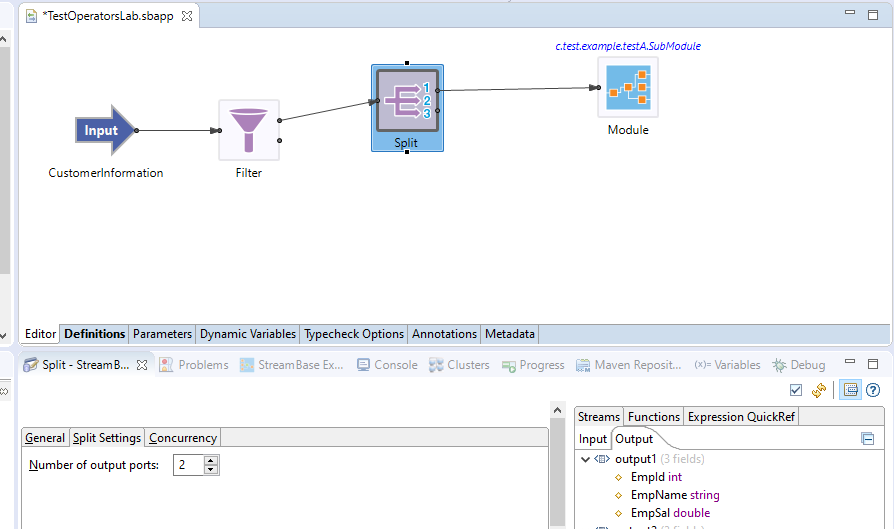 *TestOperatorsLab.sbapp
c.test.example.testA.SubModule
1
2
3
Input
Split
Module
CustomerInformation
Filter
Editor Definitions Parameters Dynamic Variables Typecheck Options Annotations Metadata
Split - StreamB... Problems StreamBase Ex... Console Clusters Progress Maven Reposit... (x)= Variables Debug
Streams Functions Expression QuickRef
General Split Settings Concurrency
Input Output
Number of output ports: 2
output1 (3 fields)
EmpId int
EmpName string
EmpSal double